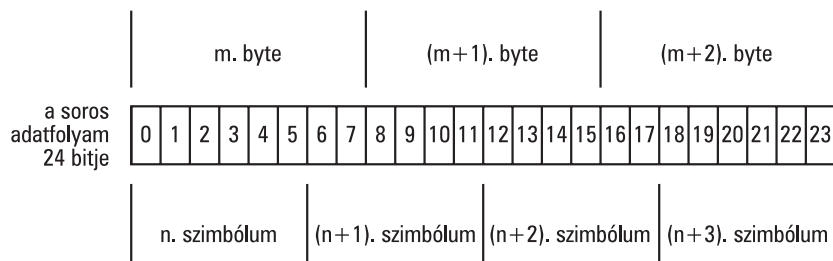 m. byte (m+1). byte (m+2). byte
a soros
adatfolyam
24 bitje
0 1 2 3 4 5 6 7 8 9 10 11 12 13 14 15 16 17 18 19 20 21 22 23
n. szimbólum (n+1). szimbólum (n+2). szimbólum (n+3). szimbólum